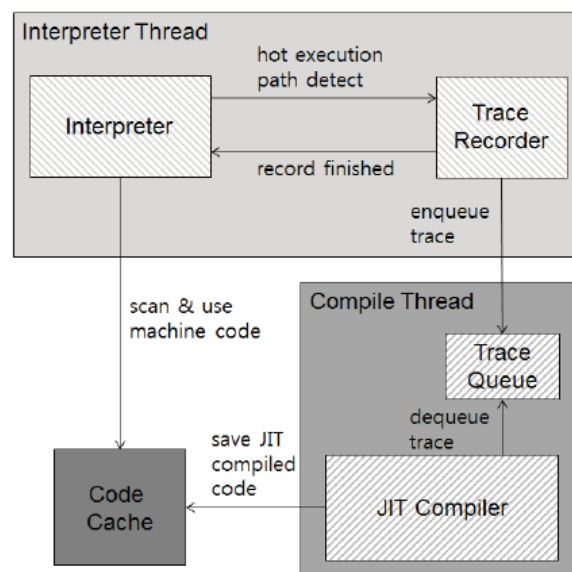 Interpreter Thread
hot execution
path detect
Interpreter
Trace
Recorder
record finished
enqueue
trace
scan & use
machine code
Compile Thread
Trace
Queue
dequeue
trace
save JIT
compiled
code
Code
Cache
JIT Compiler